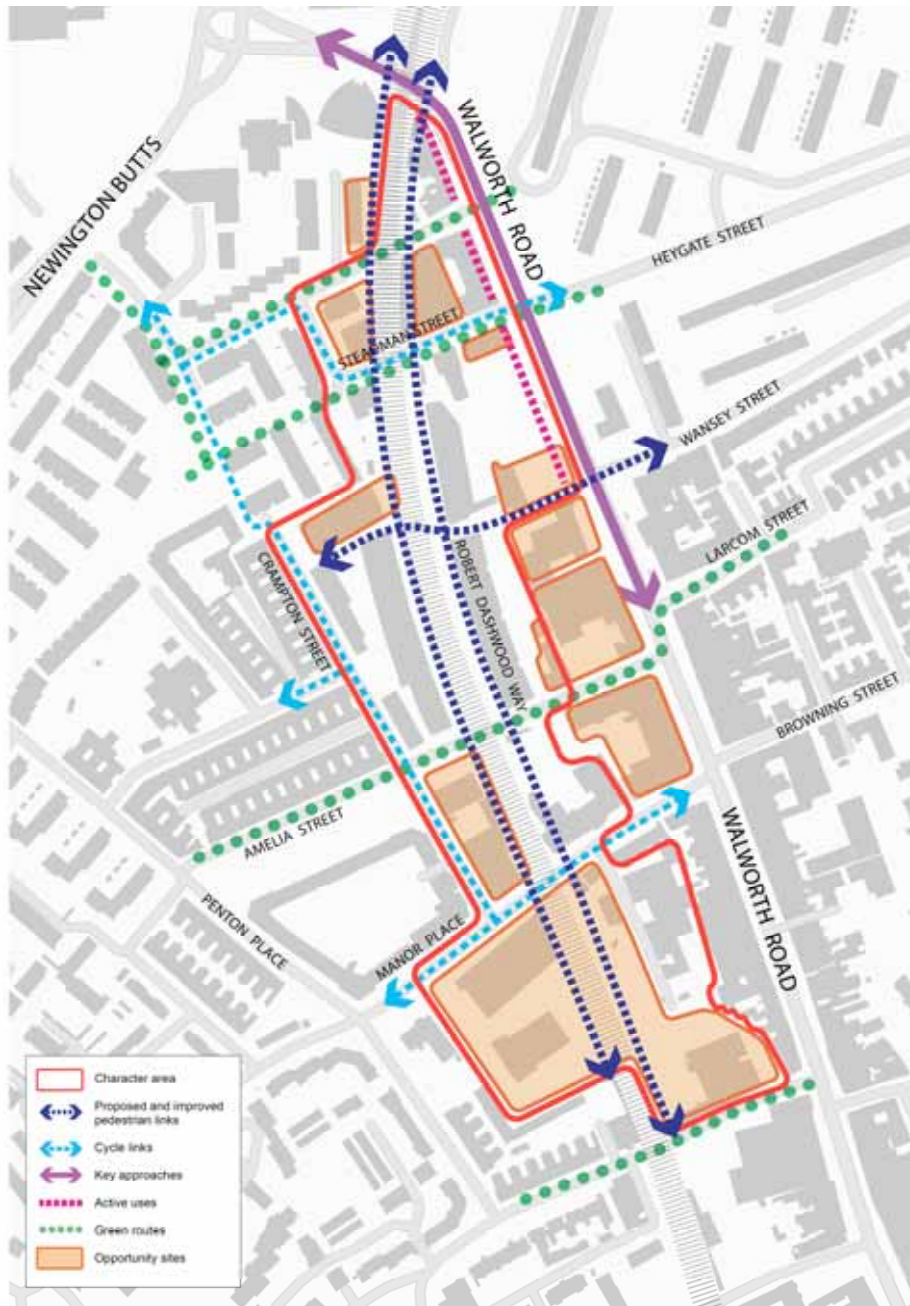 NEWINGTON BUTTS
WALWORTH ROAD
HEYGATE STREET
STEADMAN STREET
WANSEY STREET
LARCOM STREET
CRAMPTON STREET
ROBERT DASHWOOD WAY
BROWNING STREET
AMELIA STREET
WALWORTH ROAD
PENTON PLACE
MANOR PLACE
Character area
Proposed and improved
pedestrian links
Cycle links
Key approaches
Active uses
Green routes
Opportunity sites